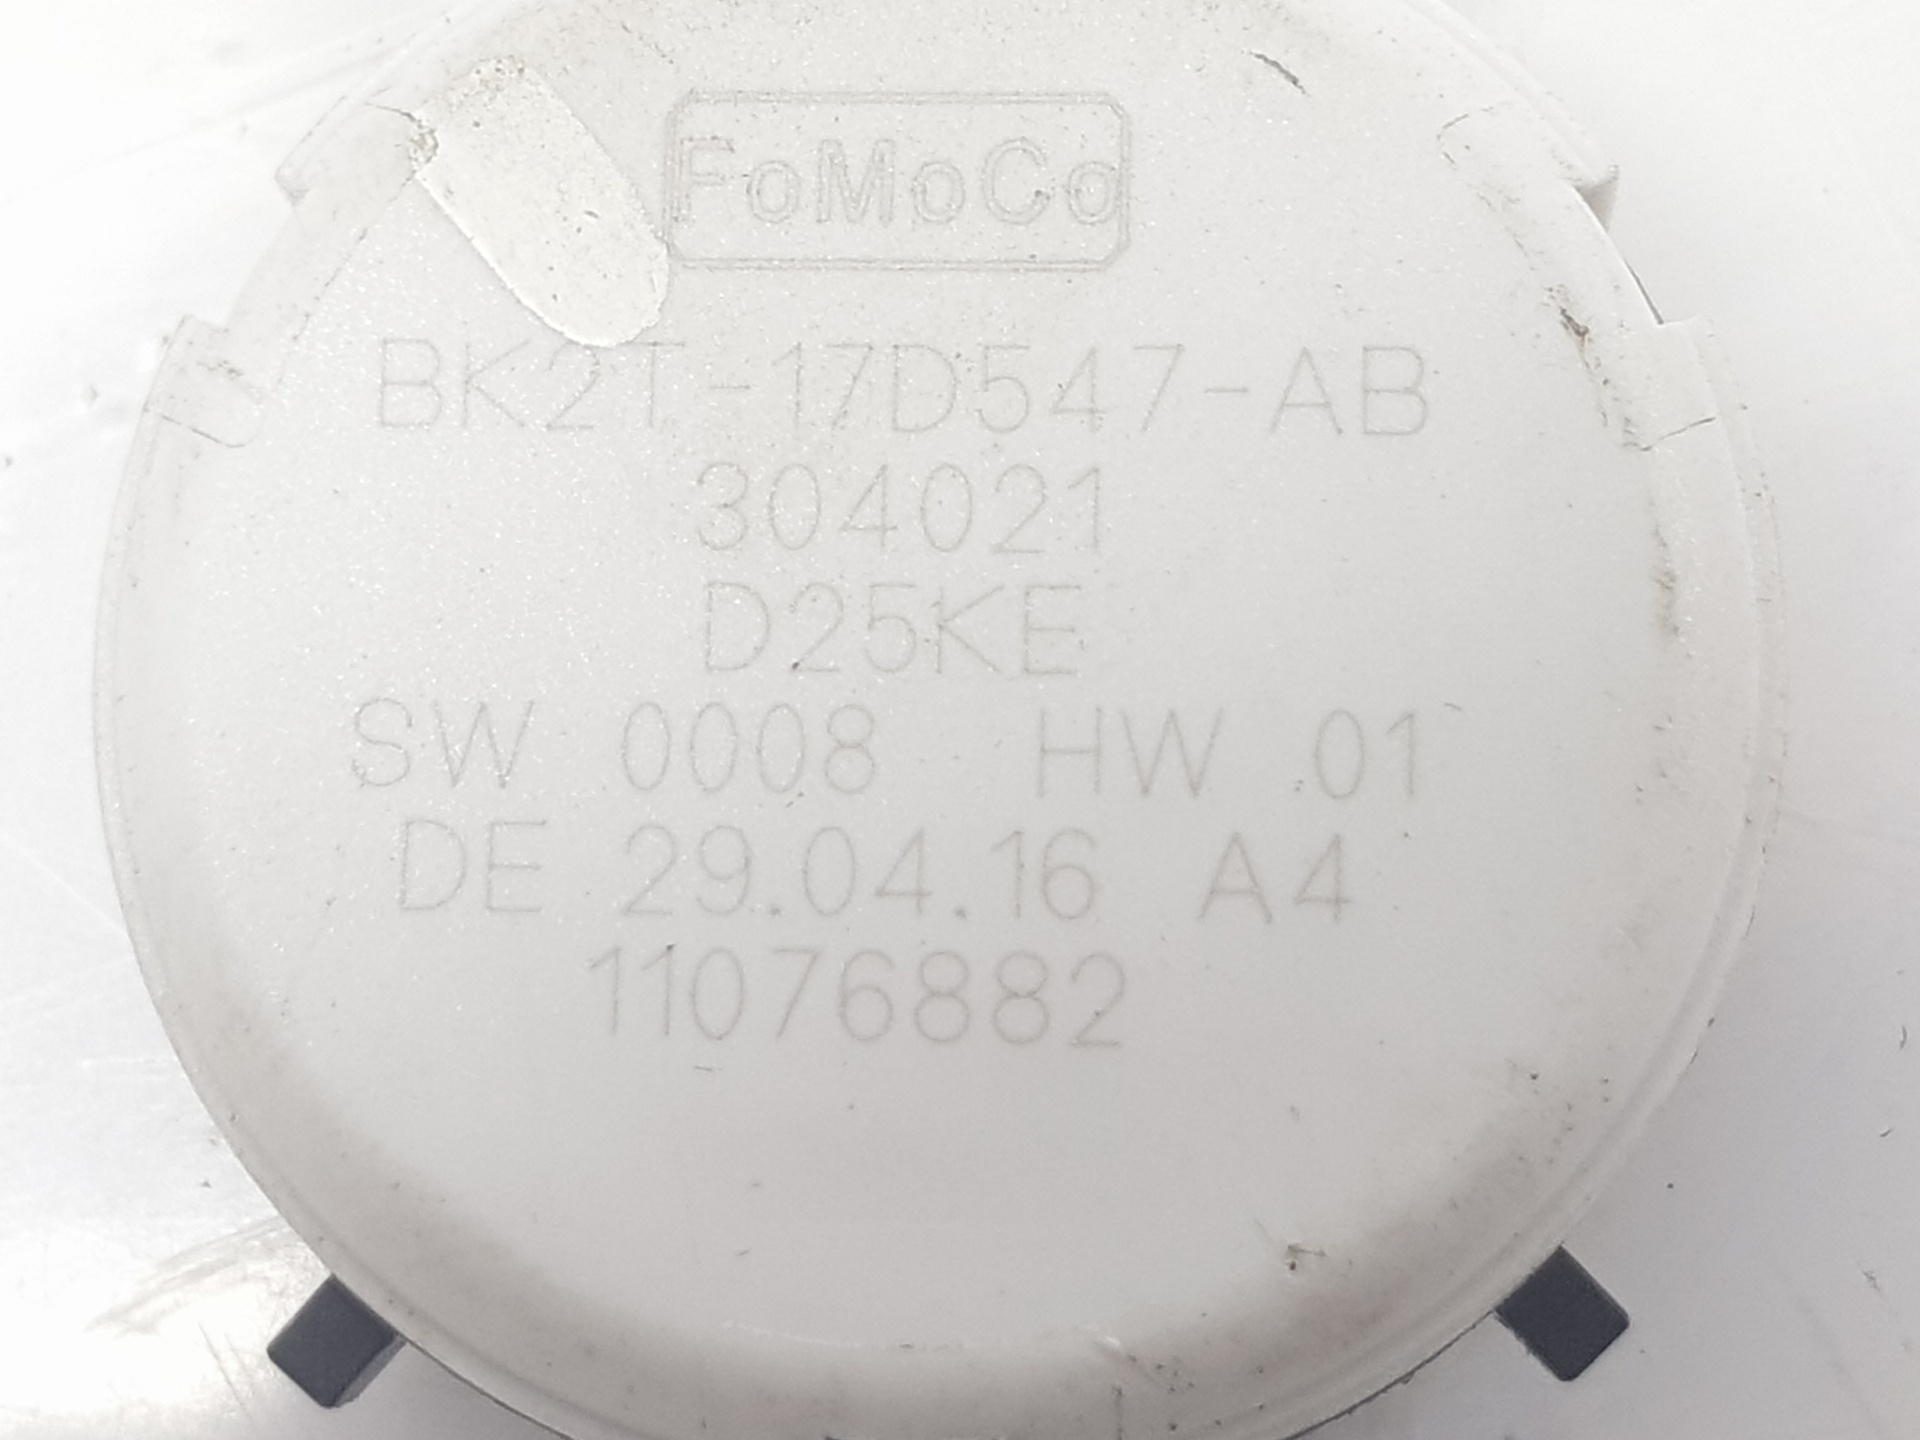 FoMoCo
BK2T-17D547-AB
304021
D25KE
SW 0008 HW 01
DE 29.04.16 A4
11076882